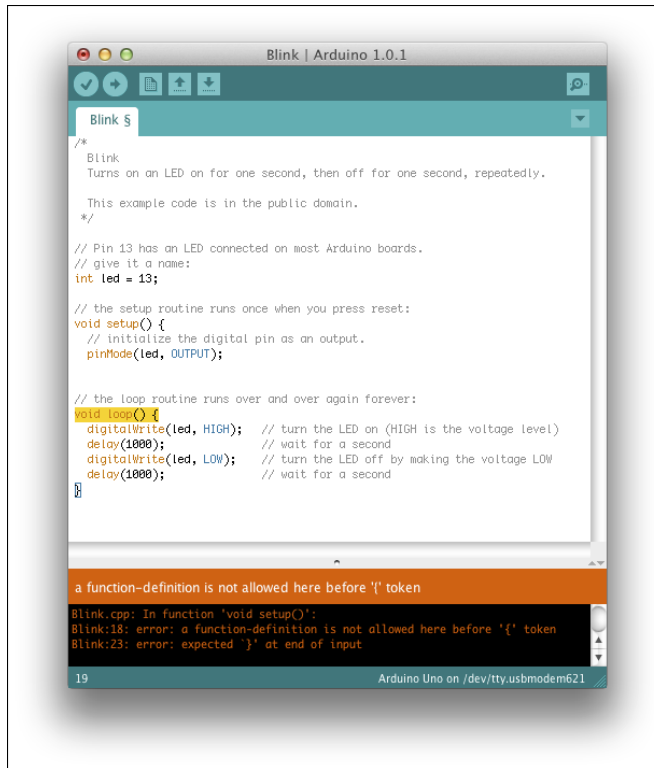 Blink | Arduino 1.0.1
Blink §
/*
  Blink
  Turns on an LED on for one second, then off for one second, repeatedly.

  This example code is in the public domain.
 */

// Pin 13 has an LED connected on most Arduino boards.
// give it a name:
int led = 13;

// the setup routine runs once when you press reset:
void setup() {
  // initialize the digital pin as an output.
  pinMode(led, OUTPUT);


// the loop routine runs over and over again forever:
void loop() {
  digitalWrite(led, HIGH);   // turn the LED on (HIGH is the voltage level)
  delay(1000);               // wait for a second
  digitalWrite(led, LOW);    // turn the LED off by making the voltage LOW
  delay(1000);               // wait for a second
}
a function-definition is not allowed here before '{' token
Blink.cpp: In function 'void setup()':
Blink:18: error: a function-definition is not allowed here before '{' token
Blink:23: error: expected `}' at end of input
19
Arduino Uno on /dev/tty.usbmodem621